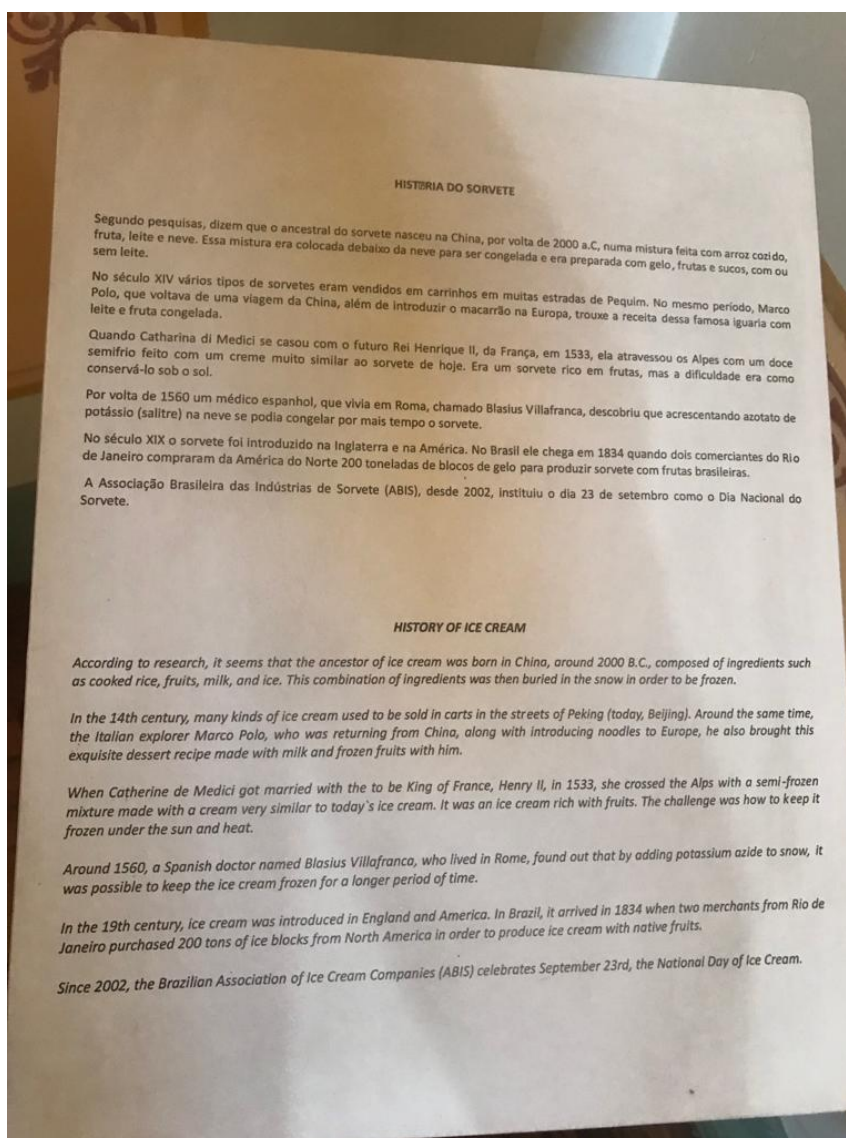 HIST⍰RIA DO SORVETE
Segundo pesquisas, dizem que o ancestral do sorvete nasceu na China, por volta de 2000 a.C, numa mistura feita com arroz cozido,
fruta, leite e neve. Essa mistura era colocada debaixo da neve para ser congelada e era preparada com gelo, frutas e sucos, com ou
sem leite.
No século XIV vários tipos de sorvetes eram vendidos em carrinhos em muitas estradas de Pequim. No mesmo período, Marco
Polo, que voltava de uma viagem da China, além de introduzir o macarrão na Europa, trouxe a receita dessa famosa iguaria com
leite e fruta congelada.
Quando Catharina di Medici se casou com o futuro Rei Henrique II, da França, em 1533, ela atravessou os Alpes com um doce
semifrio feito com um creme muito similar ao sorvete de hoje. Era um sorvete rico em frutas, mas a dificuldade era como
conservá-lo sob o sol.
Por volta de 1560 um médico espanhol, que vivia em Roma, chamado Blasius Villafranca, descobriu que acrescentando azotato de
potássio (salitre) na neve se podia congelar por mais tempo o sorvete.
No século XIX o sorvete foi introduzido na Inglaterra e na América. No Brasil ele chega em 1834 quando dois comerciantes do Rio
de Janeiro compraram da América do Norte 200 toneladas de blocos de gelo para produzir sorvete com frutas brasileiras.
A Associação Brasileira das Indústrias de Sorvete (ABIS), desde 2002, instituiu o dia 23 de setembro como o Dia Nacional do
Sorvete.
HISTORY OF ICE CREAM
According to research, it seems that the ancestor of ice cream was born in China, around 2000 B.C., composed of ingredients such
as cooked rice, fruits, milk, and ice. This combination of ingredients was then buried in the snow in order to be frozen.
In the 14th century, many kinds of ice cream used to be sold in carts in the streets of Peking (today, Beijing). Around the same time,
the Italian explorer Marco Polo, who was returning from China, along with introducing noodles to Europe, he also brought this
exquisite dessert recipe made with milk and frozen fruits with him.
When Catherine de Medici got married with the to be King of France, Henry II, in 1533, she crossed the Alps with a semi-frozen
mixture made with a cream very similar to today`s ice cream. It was an ice cream rich with fruits. The challenge was how to keep it
frozen under the sun and heat.
Around 1560, a Spanish doctor named Blasius Villafranca, who lived in Rome, found out that by adding potassium azide to snow, it
was possible to keep the ice cream frozen for a longer period of time.
In the 19th century, ice cream was introduced in England and America. In Brazil, it arrived in 1834 when two merchants from Rio de
Janeiro purchased 200 tons of ice blocks from North America in order to produce ice cream with native fruits.
Since 2002, the Brazilian Association of Ice Cream Companies (ABIS) celebrates September 23rd, the National Day of Ice Cream.